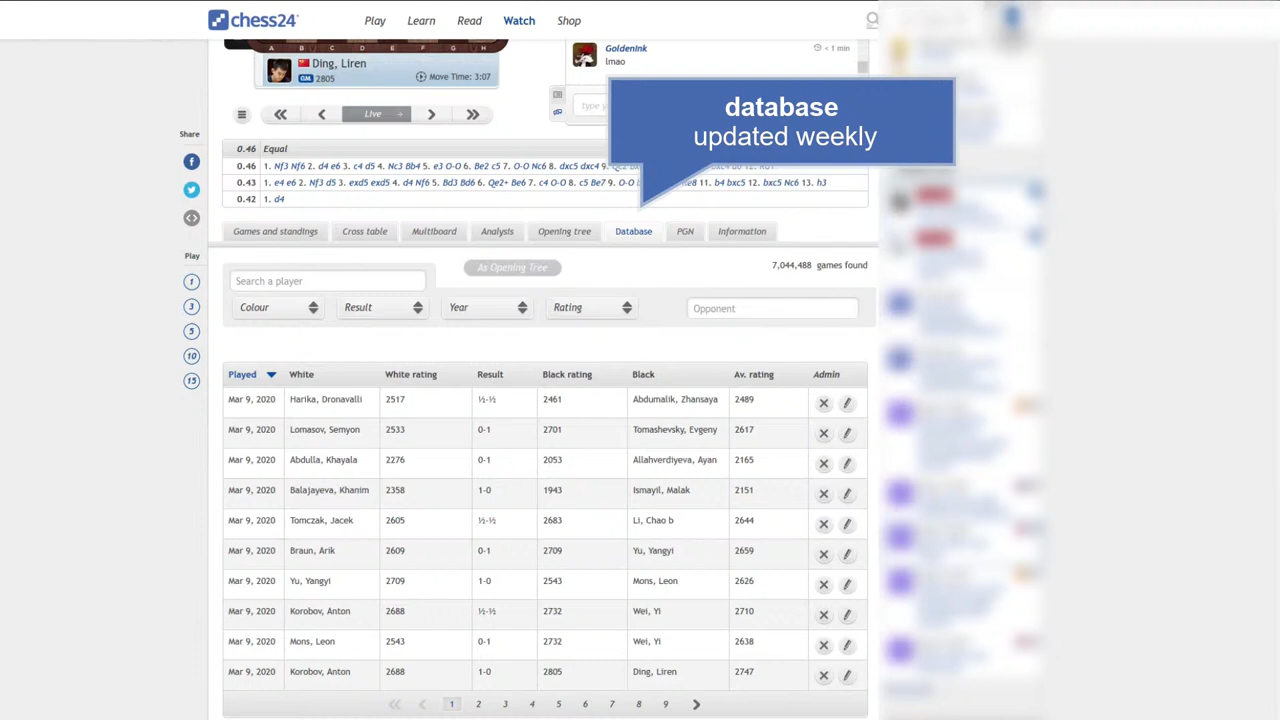 chess24
Play Learn Read Watch Shop
A B E F G H
Ding, Liren
GM 2805 Move Time: 3:07
GoldenInk < 1 min
lmao
Live
database
updated weekly
Share
0.46 Equal
0.46 1. Nf3 Nf6 2. d4 e6 3. c4 d5 4. Nc3 Bb4 5. e3 O-O 6. Be2 c5 7. O-O Nc6 8. dxc5 dxc4 9.
0.43 1. e4 e6 2. Nf3 d5 3. exd5 exd5 4. d4 Nf6 5. Bd3 Bd6 6. Qe2+ Be6 7. c4 O-O 8. c5 Be7 9. 11. b4 bxc5 12. bxc5 Nc6 13. h3
0.42 1. d4
Games and standings Cross table Multiboard Analysis Opening tree Database PGN Information
Play
1
3
5
10
15
Search a player As Opening Tree 7,044,488 games found
Colour Result Year Rating Opponent
Played White White rating Result Black rating Black Av. rating Admin
Mar 9, 2020 Harika, Dronavalli 2517 ½-½ 2461 Abdumalik, Zhansaya 2489
Mar 9, 2020 Lomasov, Semyon 2533 0-1 2701 Tomashevsky, Evgeny 2617
Mar 9, 2020 Abdulla, Khayala 2276 0-1 2053 Allahverdiyeva, Ayan 2165
Mar 9, 2020 Balajayeva, Khanim 2358 1-0 1943 Ismayil, Malak 2151
Mar 9, 2020 Tomczak, Jacek 2605 ½-½ 2683 Li, Chao b 2644
Mar 9, 2020 Braun, Arik 2609 0-1 2709 Yu, Yangyi 2659
Mar 9, 2020 Yu, Yangyi 2709 1-0 2543 Mons, Leon 2626
Mar 9, 2020 Korobov, Anton 2688 ½-½ 2732 Wei, Yi 2710
Mar 9, 2020 Mons, Leon 2543 0-1 2732 Wei, Yi 2638
Mar 9, 2020 Korobov, Anton 2688 1-0 2805 Ding, Liren 2747
1 2 3 4 5 6 7 8 9